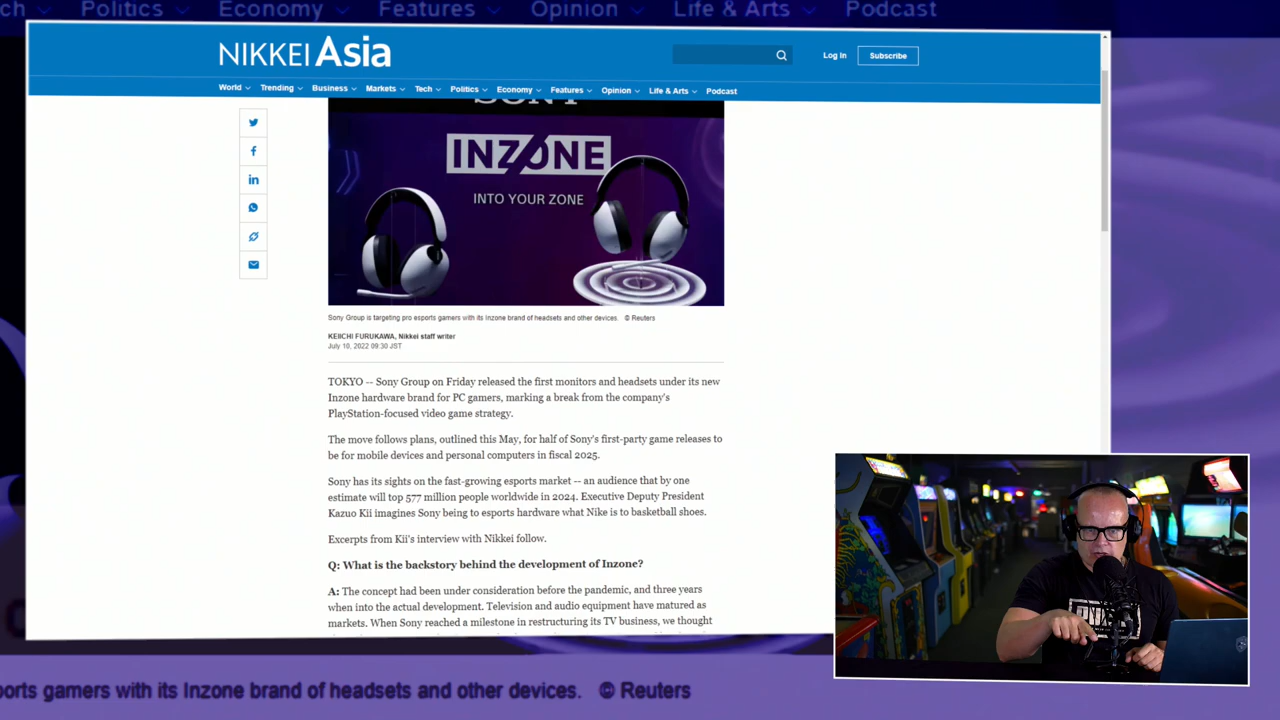 ch Politics Economy Features Opinion Life & Arts Podcast
NIKKEI Asia
Log In Subscribe
World Trending Business Markets Tech Politics Economy Features Opinion Life & Arts Podcast
SONY
INZONE
INTO YOUR ZONE
Sony Group is targeting pro esports gamers with its Inzone brand of headsets and other devices. © Reuters
KEIICHI FURUKAWA, Nikkei staff writer
July 10, 2022 09:30 JST
TOKYO -- Sony Group on Friday released the first monitors and headsets under its new
Inzone hardware brand for PC gamers, marking a break from the company's
PlayStation-focused video game strategy.
The move follows plans, outlined this May, for half of Sony's first-party game releases to
be for mobile devices and personal computers in fiscal 2025.
Sony has its sights on the fast-growing esports market -- an audience that by one
estimate will top 577 million people worldwide in 2024. Executive Deputy President
Kazuo Kii imagines Sony being to esports hardware what Nike is to basketball shoes.
Excerpts from Kii's interview with Nikkei follow.
Q: What is the backstory behind the development of Inzone?
A: The concept had been under consideration before the pandemic, and three years
when into the actual development. Television and audio equipment have matured as
markets. When Sony reached a milestone in restructuring its TV business, we thought
ports gamers with its Inzone brand of headsets and other devices. © Reuters